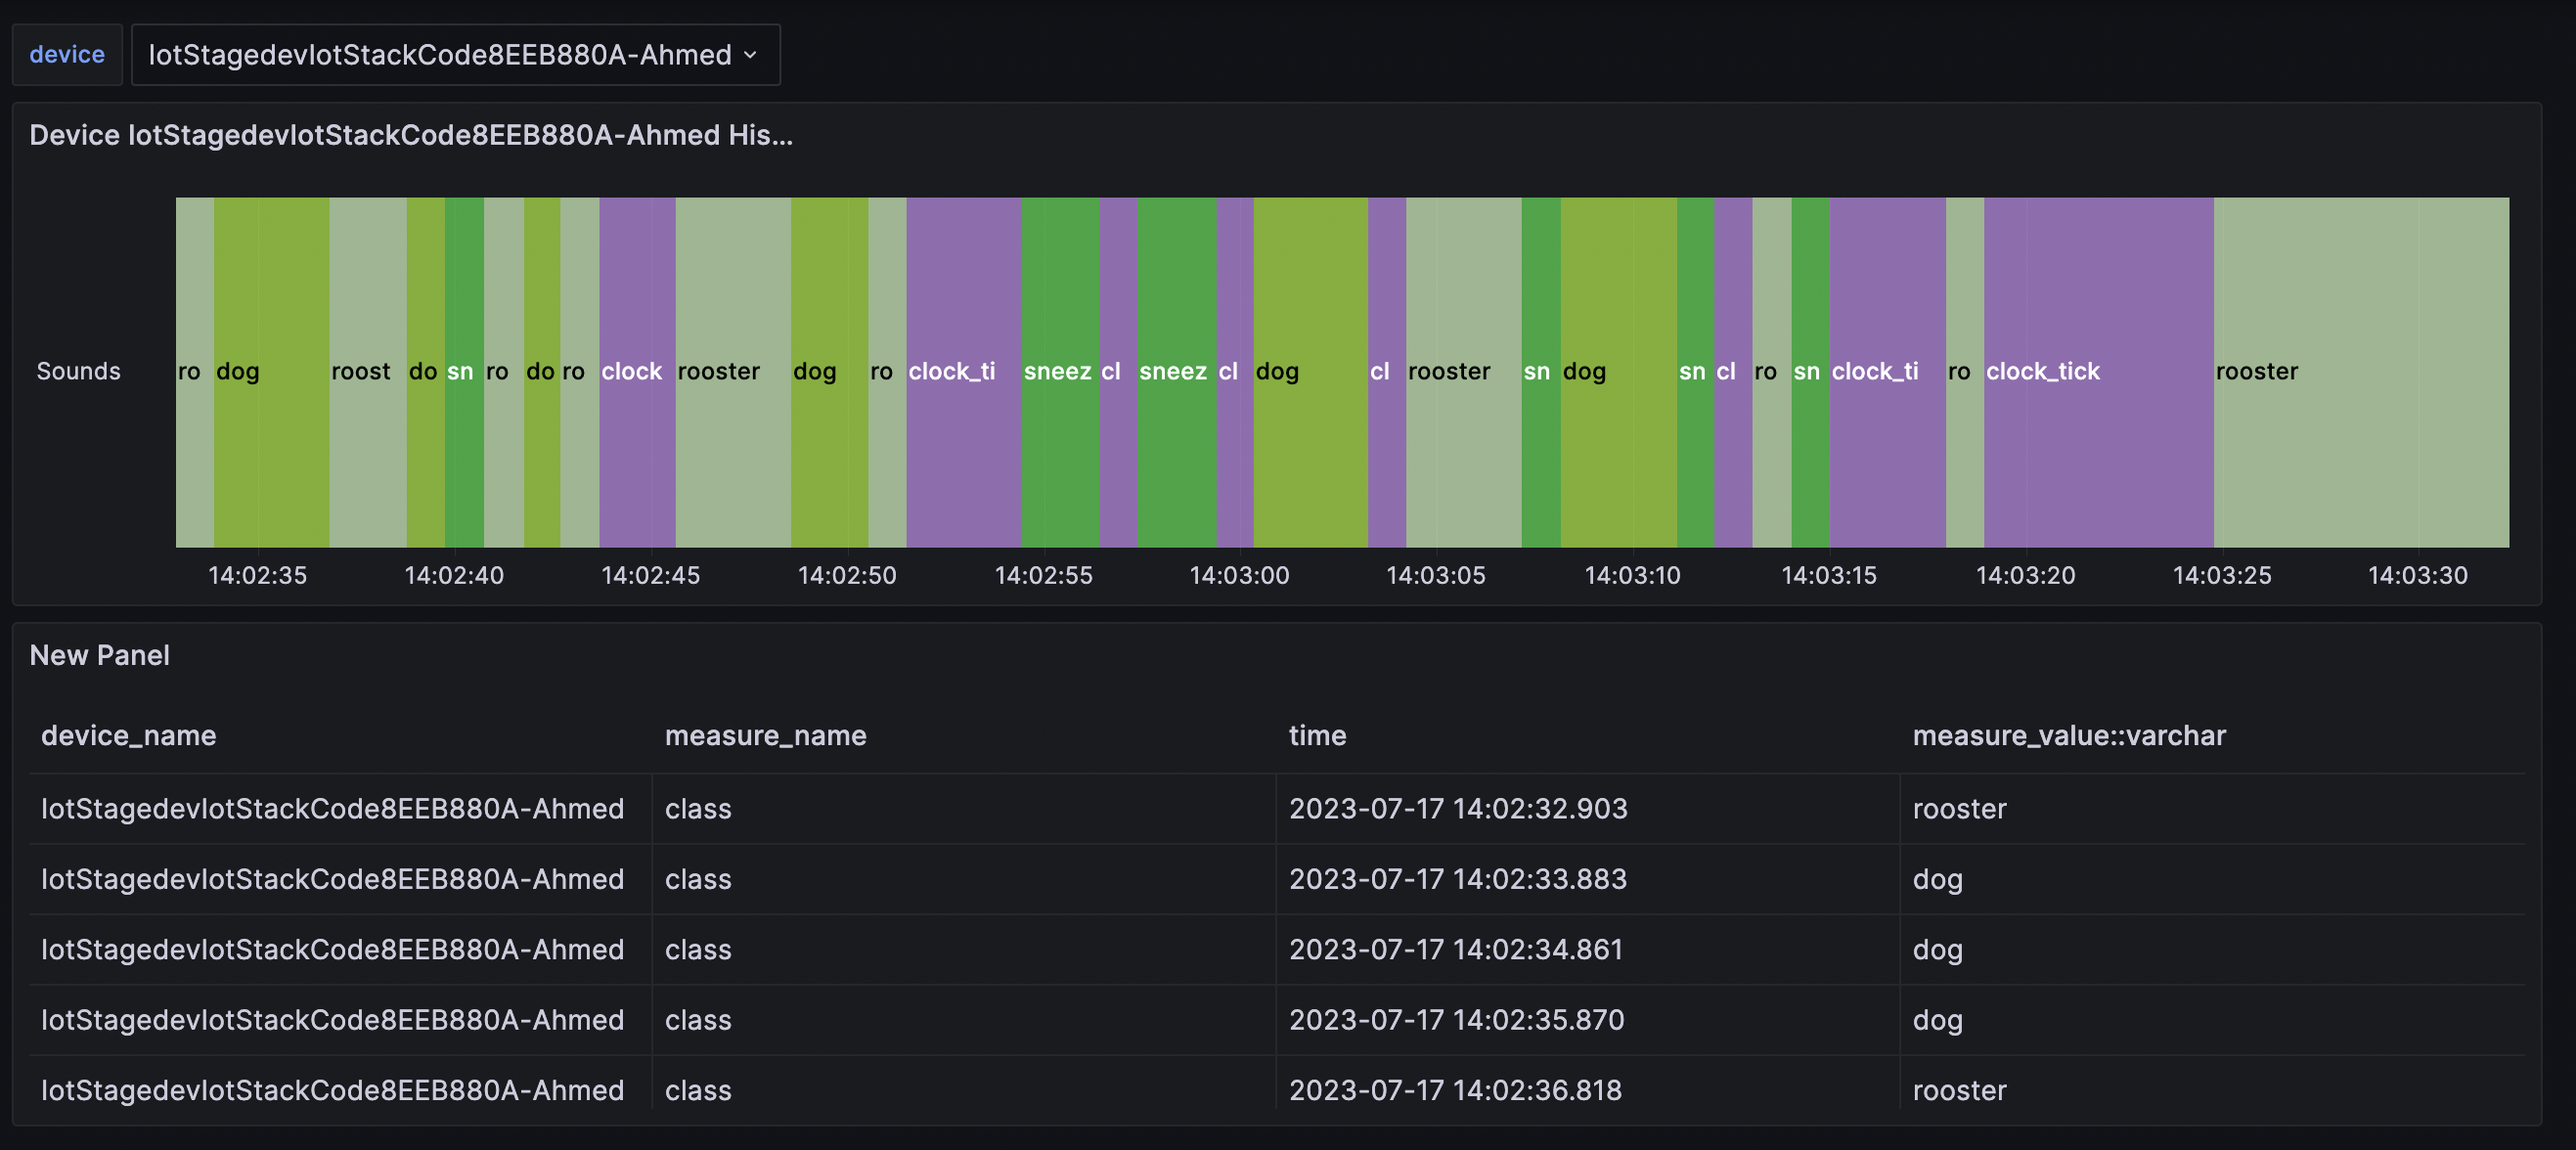 device IotStagedevIotStackCode8EEB880A-Ahmed
Device IotStagedevIotStackCode8EEB880A-Ahmed His...
Sounds ro dog roost do sn ro do ro clock rooster dog ro clock_ti sneez cl sneez cl dog cl rooster sn dog sn cl ro sn clock_ti ro clock_tick rooster
14:02:35 14:02:40 14:02:45 14:02:50 14:02:55 14:03:00 14:03:05 14:03:10 14:03:15 14:03:20 14:03:25 14:03:30
New Panel
device_name measure_name time measure_value::varchar
IotStagedevIotStackCode8EEB880A-Ahmed class 2023-07-17 14:02:32.903 rooster
IotStagedevIotStackCode8EEB880A-Ahmed class 2023-07-17 14:02:33.883 dog
IotStagedevIotStackCode8EEB880A-Ahmed class 2023-07-17 14:02:34.861 dog
IotStagedevIotStackCode8EEB880A-Ahmed class 2023-07-17 14:02:35.870 dog
IotStagedevIotStackCode8EEB880A-Ahmed class 2023-07-17 14:02:36.818 rooster